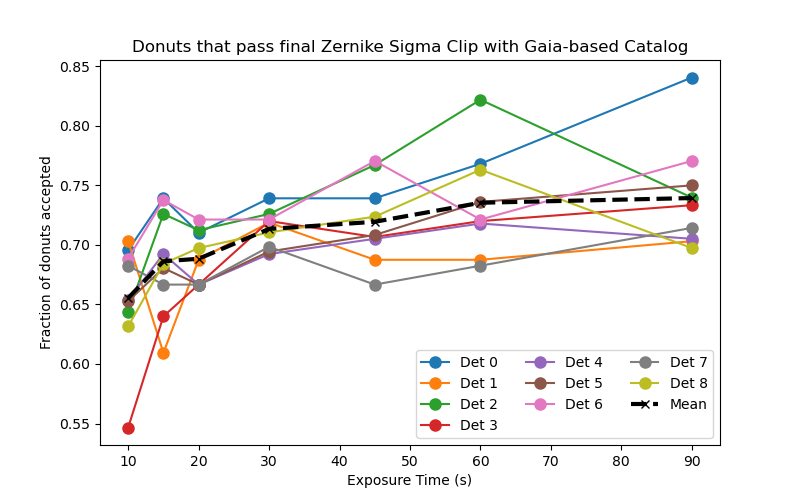 Donuts that pass final Zernike Sigma Clip with Gaia-based Catalog
Fraction of donuts accepted
0.85
0.80
0.75
0.70
0.65
0.60
0.55
Det 0
Det 1
Det 2
Det 3
Det 4
Det 5
Det 6
Det 7
Det 8
Mean
10 20 30 40 50 60 70 80 90
Exposure Time (s)